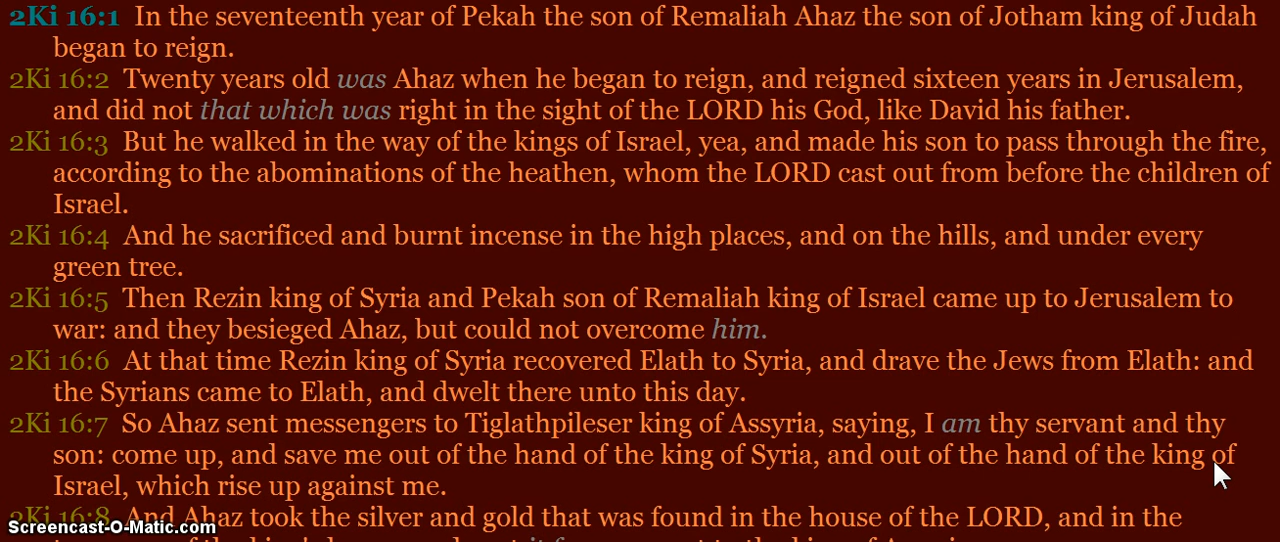 2Ki 16:1 In the seventeenth year of Pekah the son of Remaliah Ahaz the son of Jotham king of Judah
began to reign.
2Ki 16:2 Twenty years old was Ahaz when he began to reign, and reigned sixteen years in Jerusalem,
and did not that which was right in the sight of the LORD his God, like David his father.
2Ki 16:3 But he walked in the way of the kings of Israel, yea, and made his son to pass through the fire,
according to the abominations of the heathen, whom the LORD cast out from before the children of
Israel.
2Ki 16:4 And he sacrificed and burnt incense in the high places, and on the hills, and under every
green tree.
2Ki 16:5 Then Rezin king of Syria and Pekah son of Remaliah king of Israel came up to Jerusalem to
war: and they besieged Ahaz, but could not overcome him.
2Ki 16:6 At that time Rezin king of Syria recovered Elath to Syria, and drave the Jews from Elath: and
the Syrians came to Elath, and dwelt there unto this day.
2Ki 16:7 So Ahaz sent messengers to Tiglathpileser king of Assyria, saying, I am thy servant and thy
son: come up, and save me out of the hand of the king of Syria, and out of the hand of the king of
Israel, which rise up against me.
2Ki 16:8 And Ahaz took the silver and gold that was found in the house of the LORD, and in the
Screencast-O-Matic.com